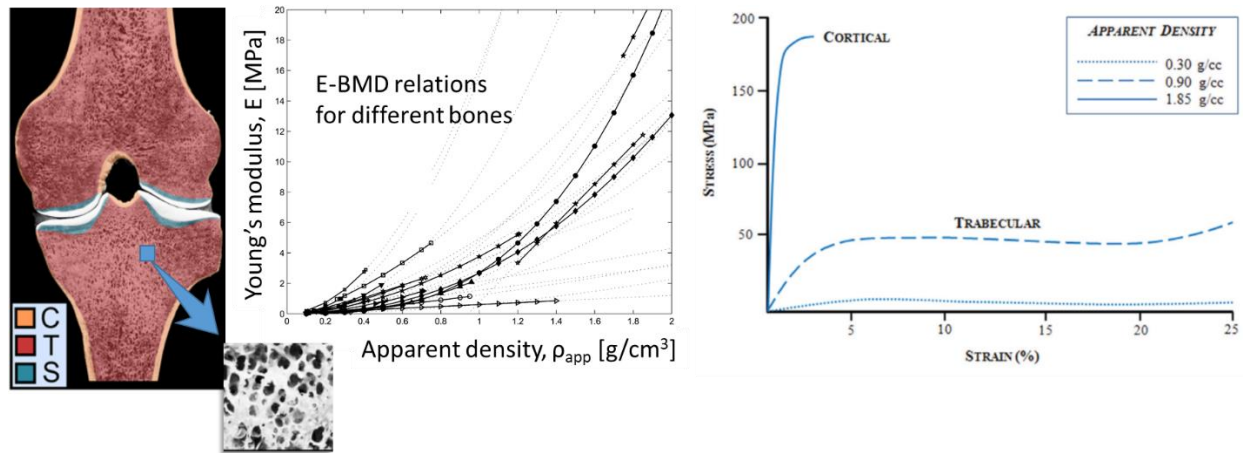 C
T
S
E-BMD relations
for different bones
Young's modulus, E [MPa]
20
18
16
14
12
10
8
6
4
2
0
0
0.2
0.4
0.6
0.8
1
1.2
1.4
1.6
1.8
2
Apparent density, ρapp [g/cm³]
STRESS (MPa)
200
150
100
50
CORTICAL
TRABECULAR
APPARENT DENSITY
0.30 g/cc
0.90 g/cc
1.85 g/cc
5
10
15
20
25
STRAIN (%)